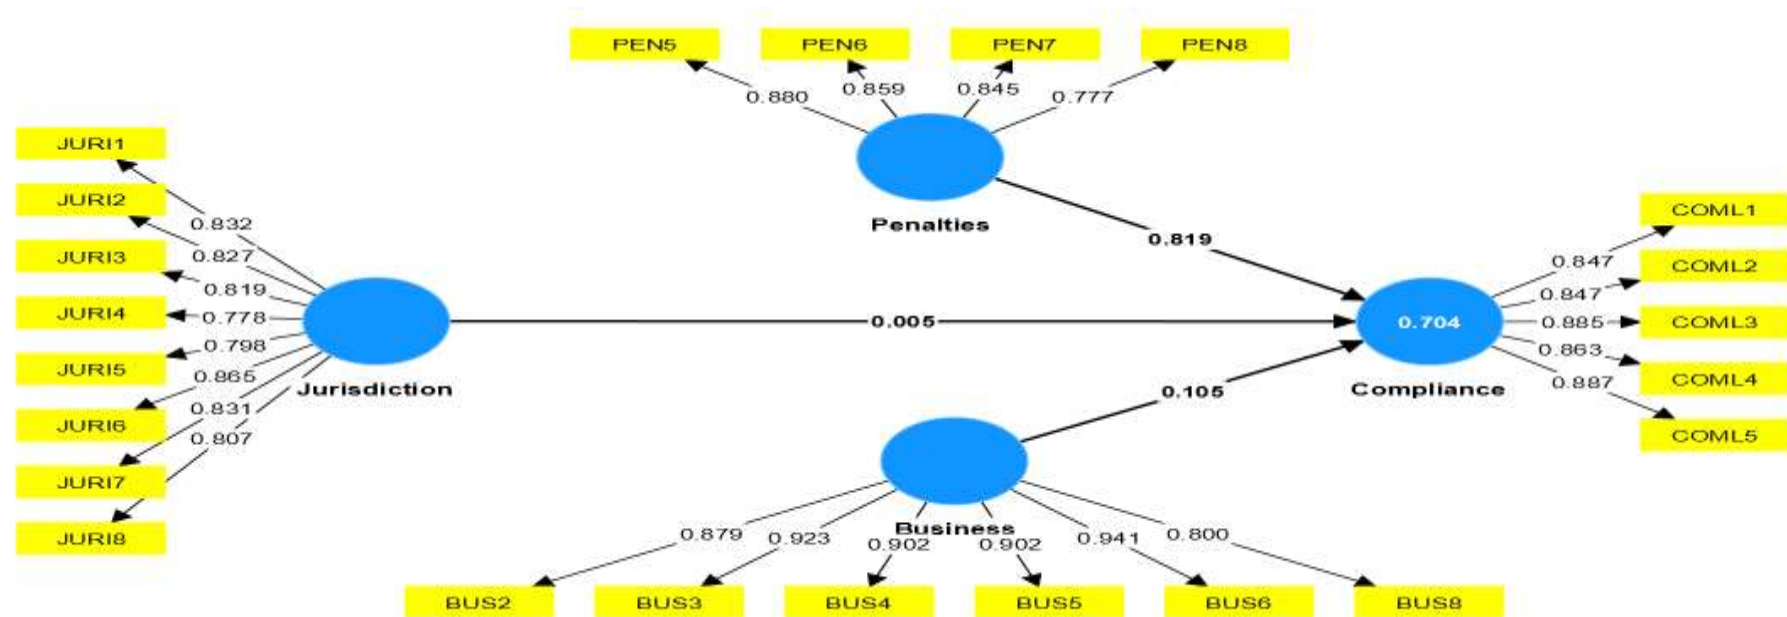 PEN5 PEN6 PEN7 PEN8
0.880 0.859 0.845 0.777
Penalties
JURI1
JURI2
JURI3
JURI4
JURI5
JURI6
JURI7
JURI8
0.832
0.827
0.819
0.778
0.798
0.865
0.831
0.807
Jurisdiction
0.819
0.005
0.105
0.704
Compliance
0.847
0.847
0.885
0.863
0.887
COML1
COML2
COML3
COML4
COML5
Business
0.879 0.923 0.902 0.902 0.941 0.800
BUS2 BUS3 BUS4 BUS5 BUS6 BUS8